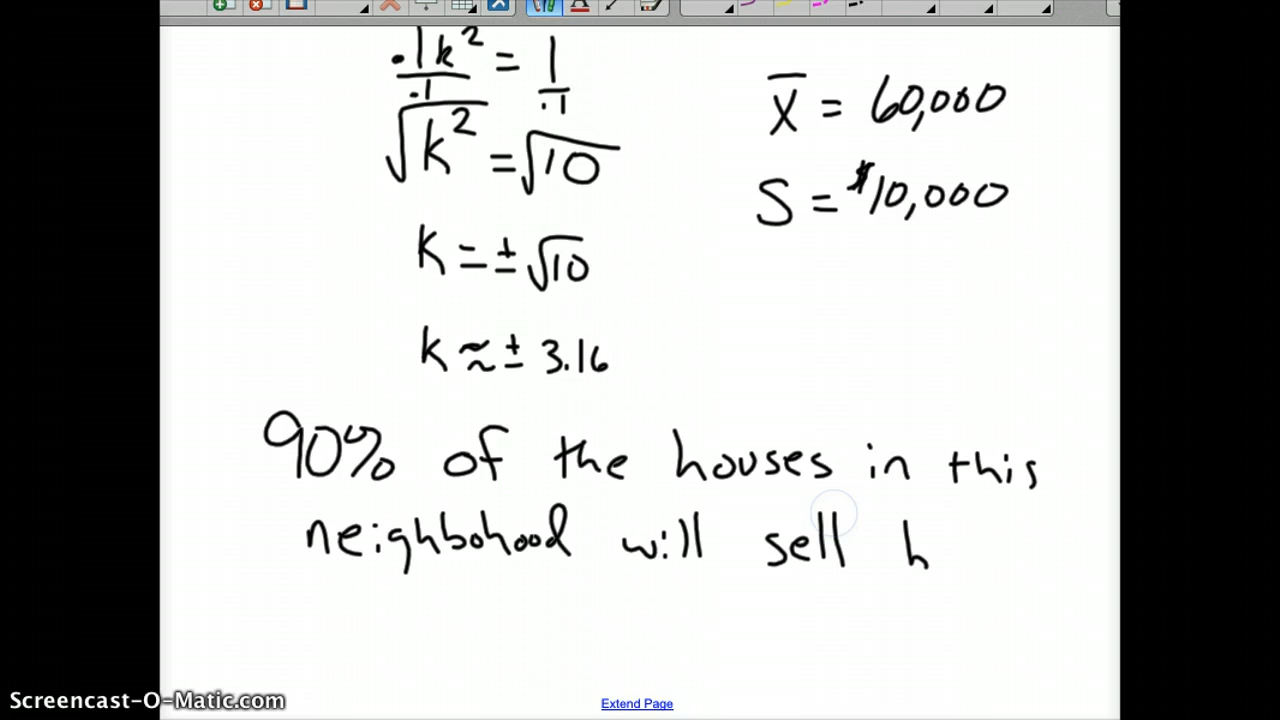 .1k² = 1
.1 .1
√k² = √10
k = ± √10
k ≈ ± 3.16
x̄ = 60,000
S = $10,000
90% of the houses in this
neighbohood will sell b
Extend Page
Screencast-O-Matic.com